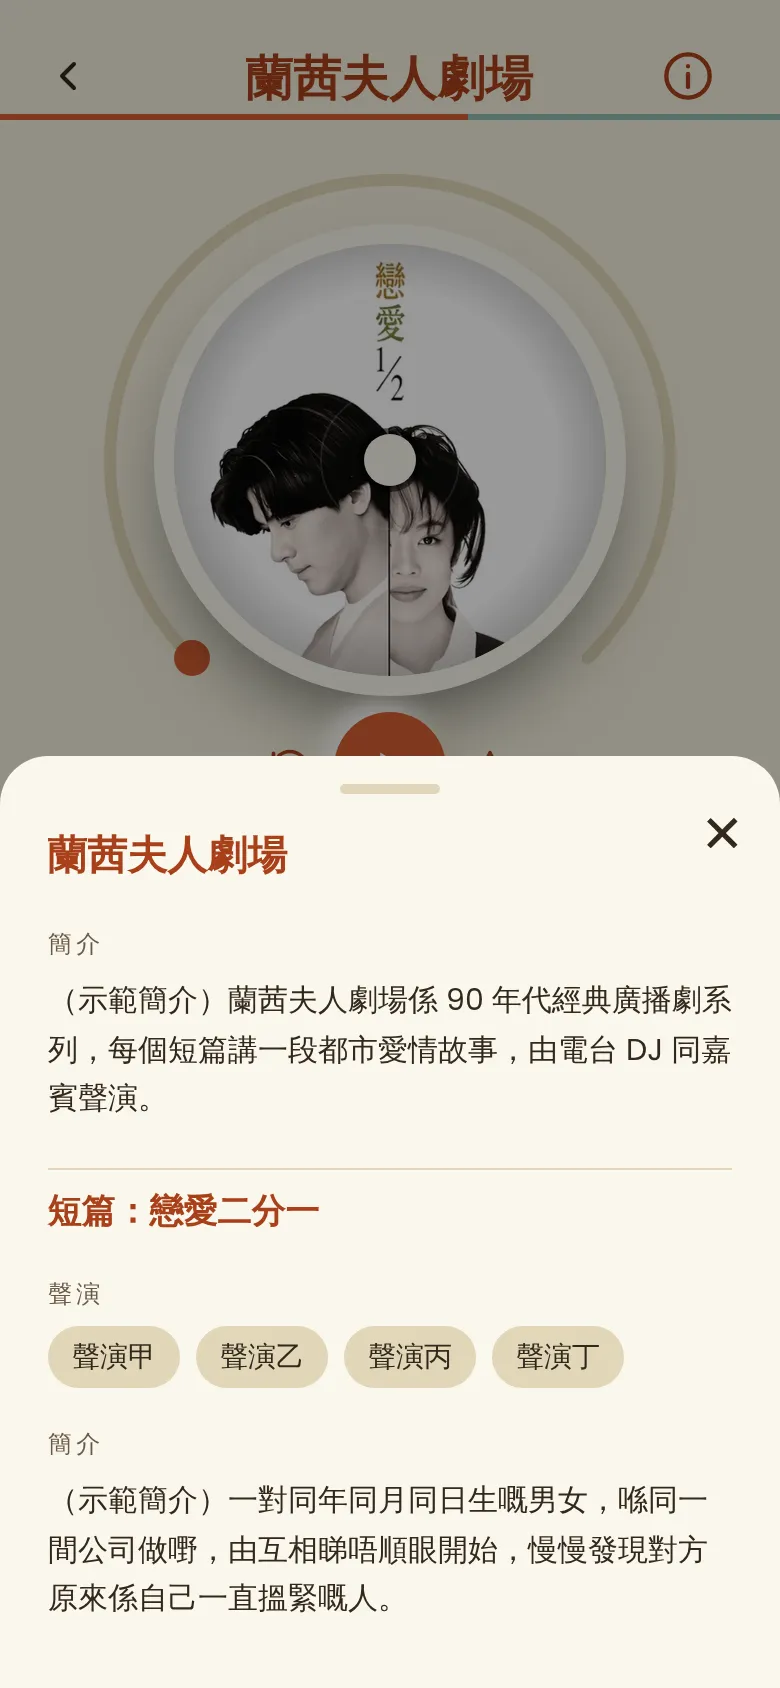 蘭茜夫人劇場
戀
愛
1/2
蘭茜夫人劇場
簡介
（示範簡介）蘭茜夫人劇場係 90 年代經典廣播劇系
列，每個短篇講一段都市愛情故事，由電台 DJ 同嘉
賓聲演。
短篇：戀愛二分一
聲演
聲演甲
聲演乙
聲演丙
聲演丁
簡介
（示範簡介）一對同年同月同日生嘅男女，喺同一
間公司做嘢，由互相睇唔順眼開始，慢慢發現對方
原來係自己一直搵緊嘅人。